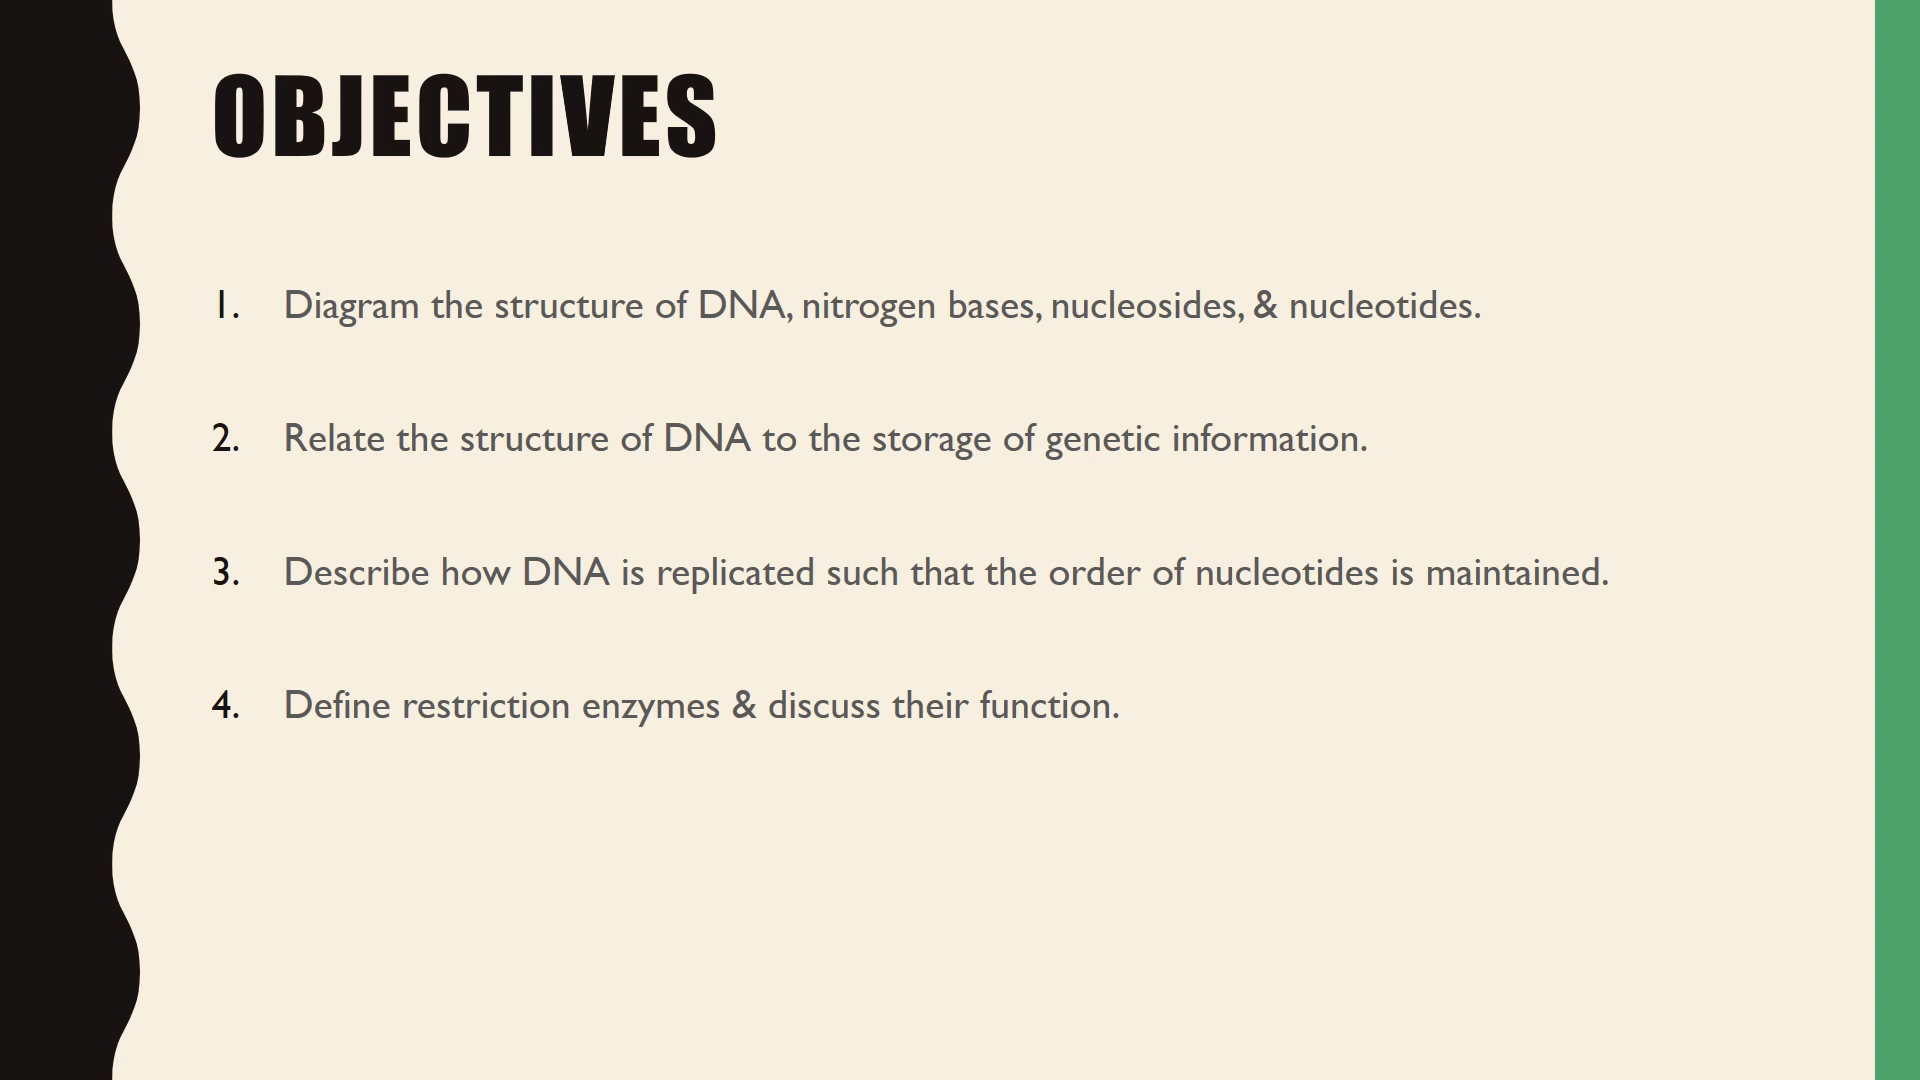 OBJECTIVES
1. Diagram the structure of DNA, nitrogen bases, nucleosides, & nucleotides.
2. Relate the structure of DNA to the storage of genetic information.
3. Describe how DNA is replicated such that the order of nucleotides is maintained.
4. Define restriction enzymes & discuss their function.